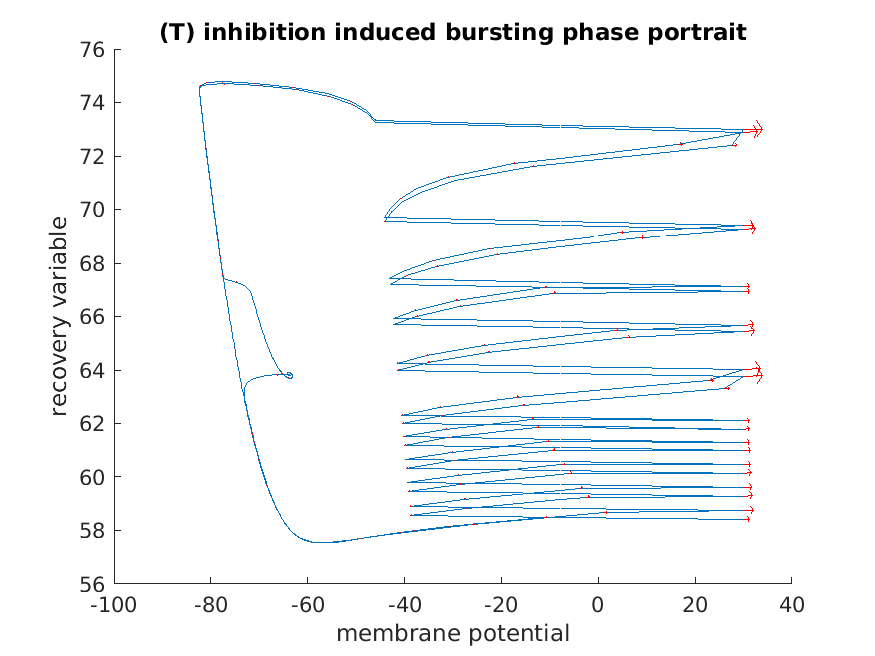 (T) inhibition induced bursting phase portrait
76
74
72
70
68
66
64
62
60
58
56
recovery variable
-100 -80 -60 -40 -20 0 20 40
membrane potential